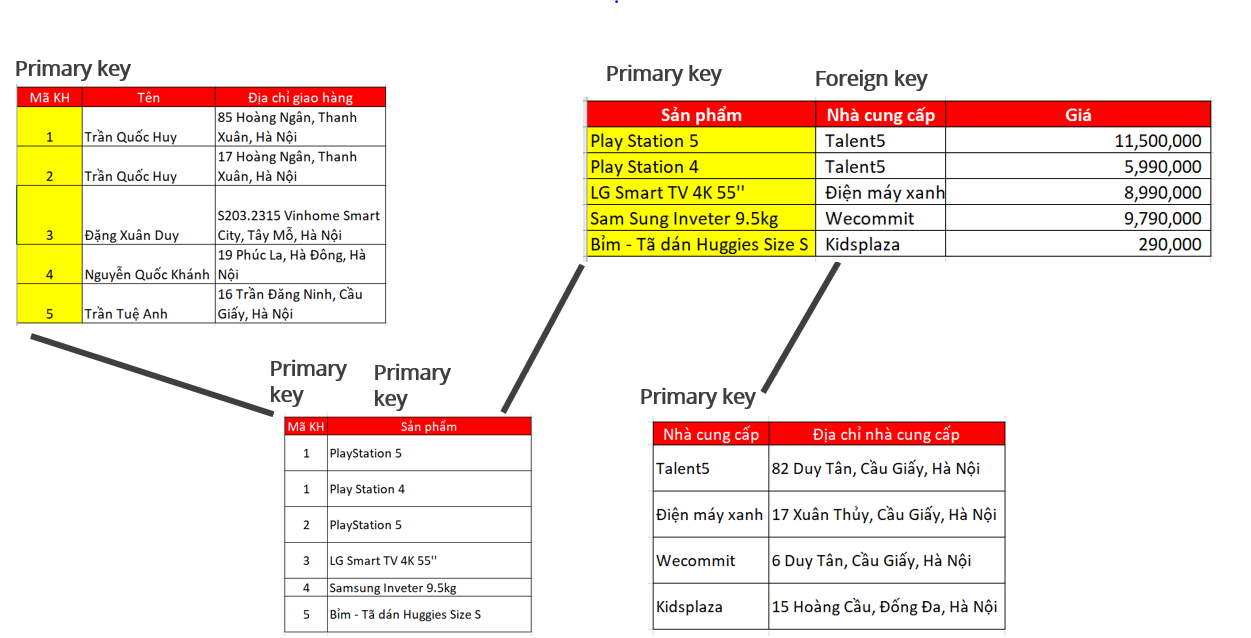 Primary key
Mã KH Tên Địa chỉ giao hàng
1 Trần Quốc Huy 85 Hoàng Ngân, Thanh
Xuân, Hà Nội
2 Trần Quốc Huy 17 Hoàng Ngân, Thanh
Xuân, Hà Nội
3 Đặng Xuân Duy S203.2315 Vinhome Smart
City, Tây Mỗ, Hà Nội
4 Nguyễn Quốc Khánh 19 Phúc La, Hà Đông, Hà
Nội
5 Trần Tuệ Anh 16 Trần Đăng Ninh, Cầu
Giấy, Hà Nội
Primary key Foreign key
Sản phẩm Nhà cung cấp Giá
Play Station 5 Talent5 11,500,000
Play Station 4 Talent5 5,990,000
LG Smart TV 4K 55'' Điện máy xanh 8,990,000
Sam Sung Inveter 9.5kg Wecommit 9,790,000
Bỉm - Tã dán Huggies Size S Kidsplaza 290,000
Primary
key
Primary
key
Mã KH Sản phẩm
1 PlayStation 5
1 Play Station 4
2 PlayStation 5
3 LG Smart TV 4K 55''
4 Samsung Inveter 9.5kg
5 Bỉm - Tã dán Huggies Size S
Primary key
Nhà cung cấp Địa chỉ nhà cung cấp
Talent5 82 Duy Tân, Cầu Giấy, Hà Nội
Điện máy xanh 17 Xuân Thủy, Cầu Giấy, Hà Nội
Wecommit 6 Duy Tân, Cầu Giấy, Hà Nội
Kidsplaza 15 Hoàng Cầu, Đống Đa, Hà Nội